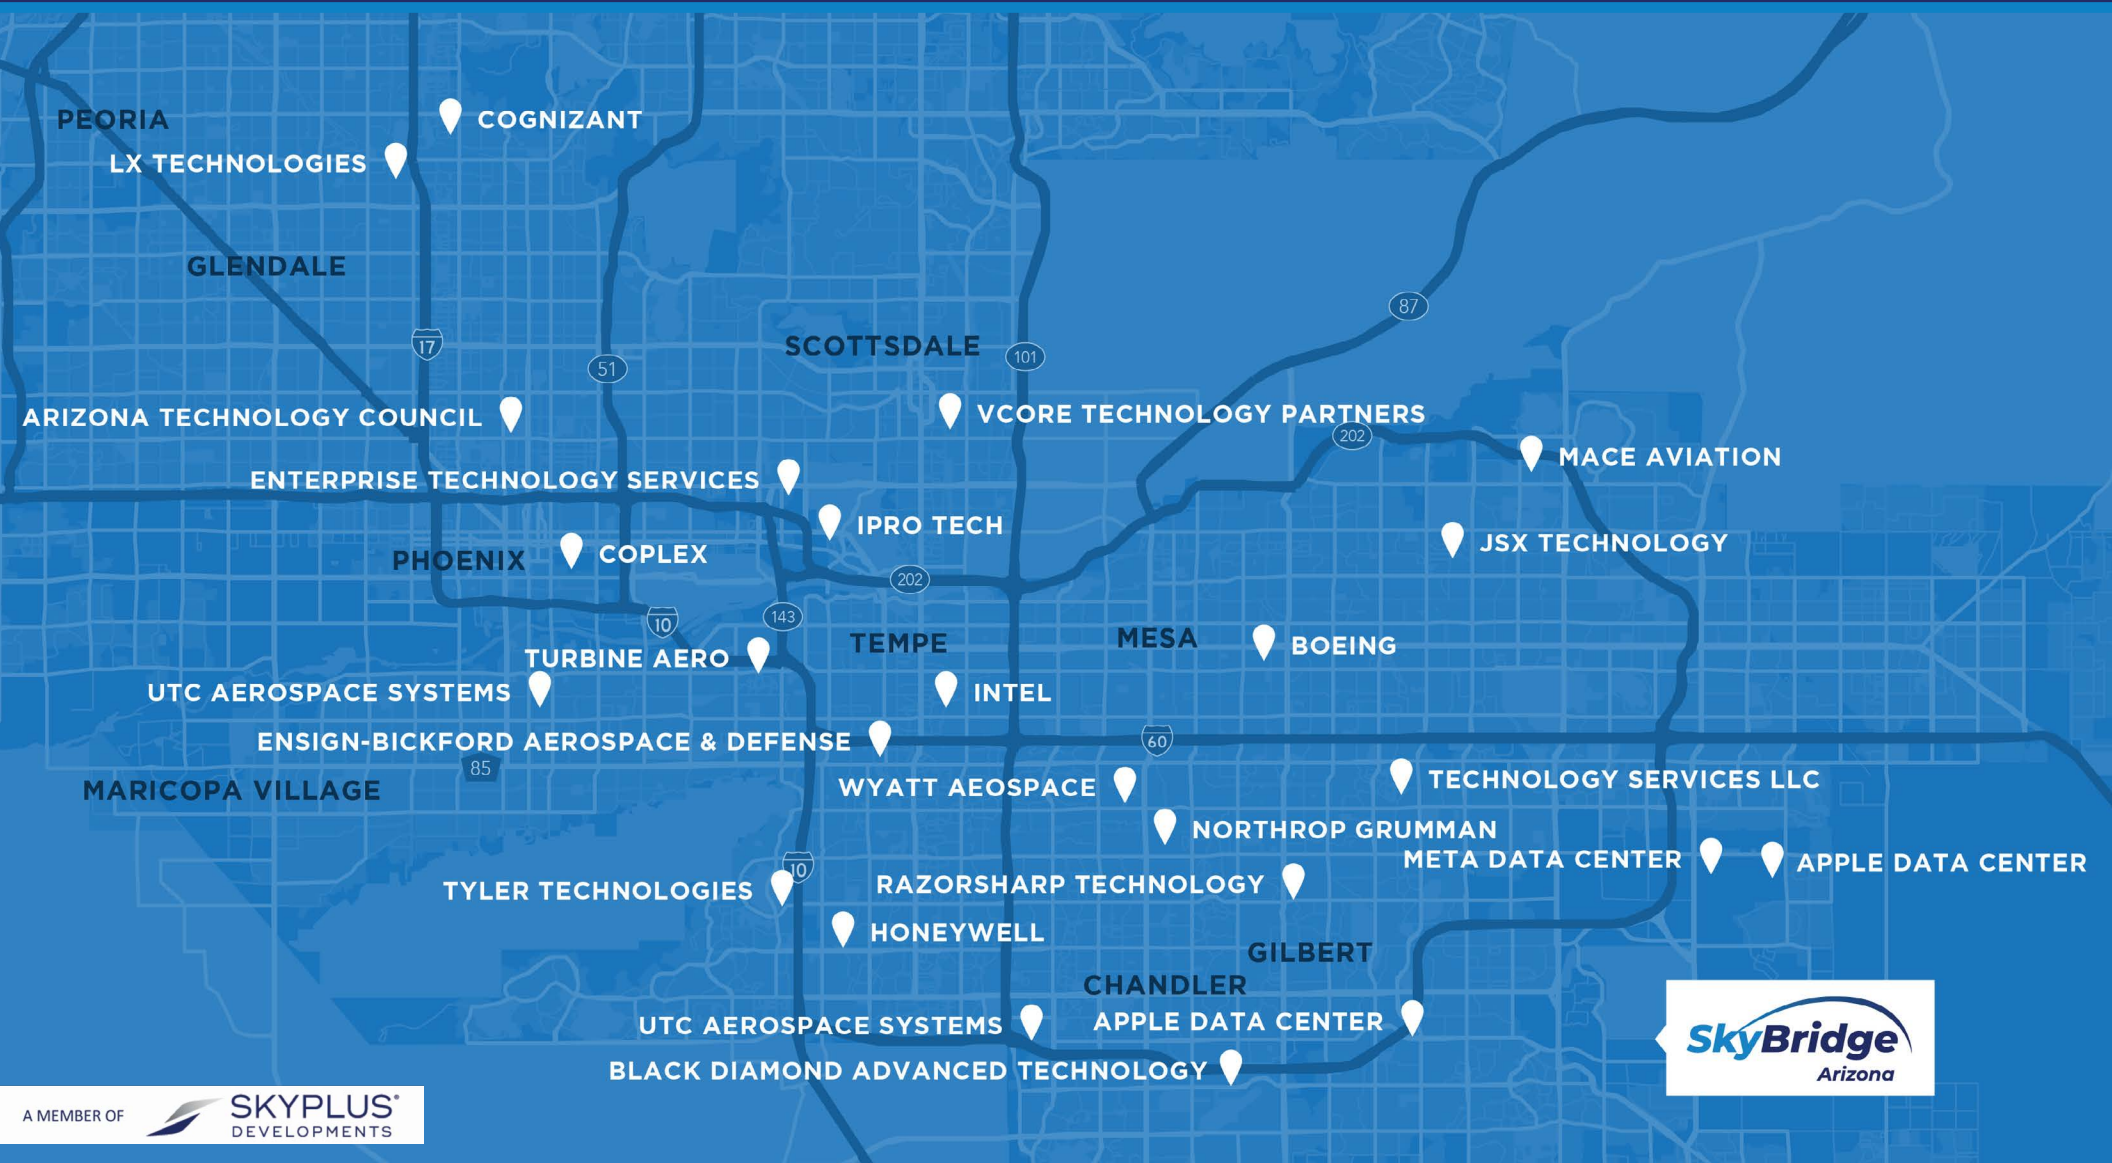 PEORIA
COGNIZANT
LX TECHNOLOGIES
GLENDALE
17
51
SCOTTSDALE
101
87
ARIZONA TECHNOLOGY COUNCIL
VCORE TECHNOLOGY PARTNERS
202
MACE AVIATION
ENTERPRISE TECHNOLOGY SERVICES
IPRO TECH
JSX TECHNOLOGY
PHOENIX
COPLEX
202
10
143
TEMPE
MESA
BOEING
TURBINE AERO
UTC AEROSPACE SYSTEMS
INTEL
ENSIGN-BICKFORD AEROSPACE & DEFENSE
60
85
MARICOPA VILLAGE
WYATT AEOSPACE
TECHNOLOGY SERVICES LLC
NORTHROP GRUMMAN
META DATA CENTER
APPLE DATA CENTER
10
TYLER TECHNOLOGIES
RAZORSHARP TECHNOLOGY
HONEYWELL
GILBERT
CHANDLER
UTC AEROSPACE SYSTEMS
APPLE DATA CENTER
BLACK DIAMOND ADVANCED TECHNOLOGY
SkyBridge
Arizona
A MEMBER OF
SKYPLUS®
DEVELOPMENTS